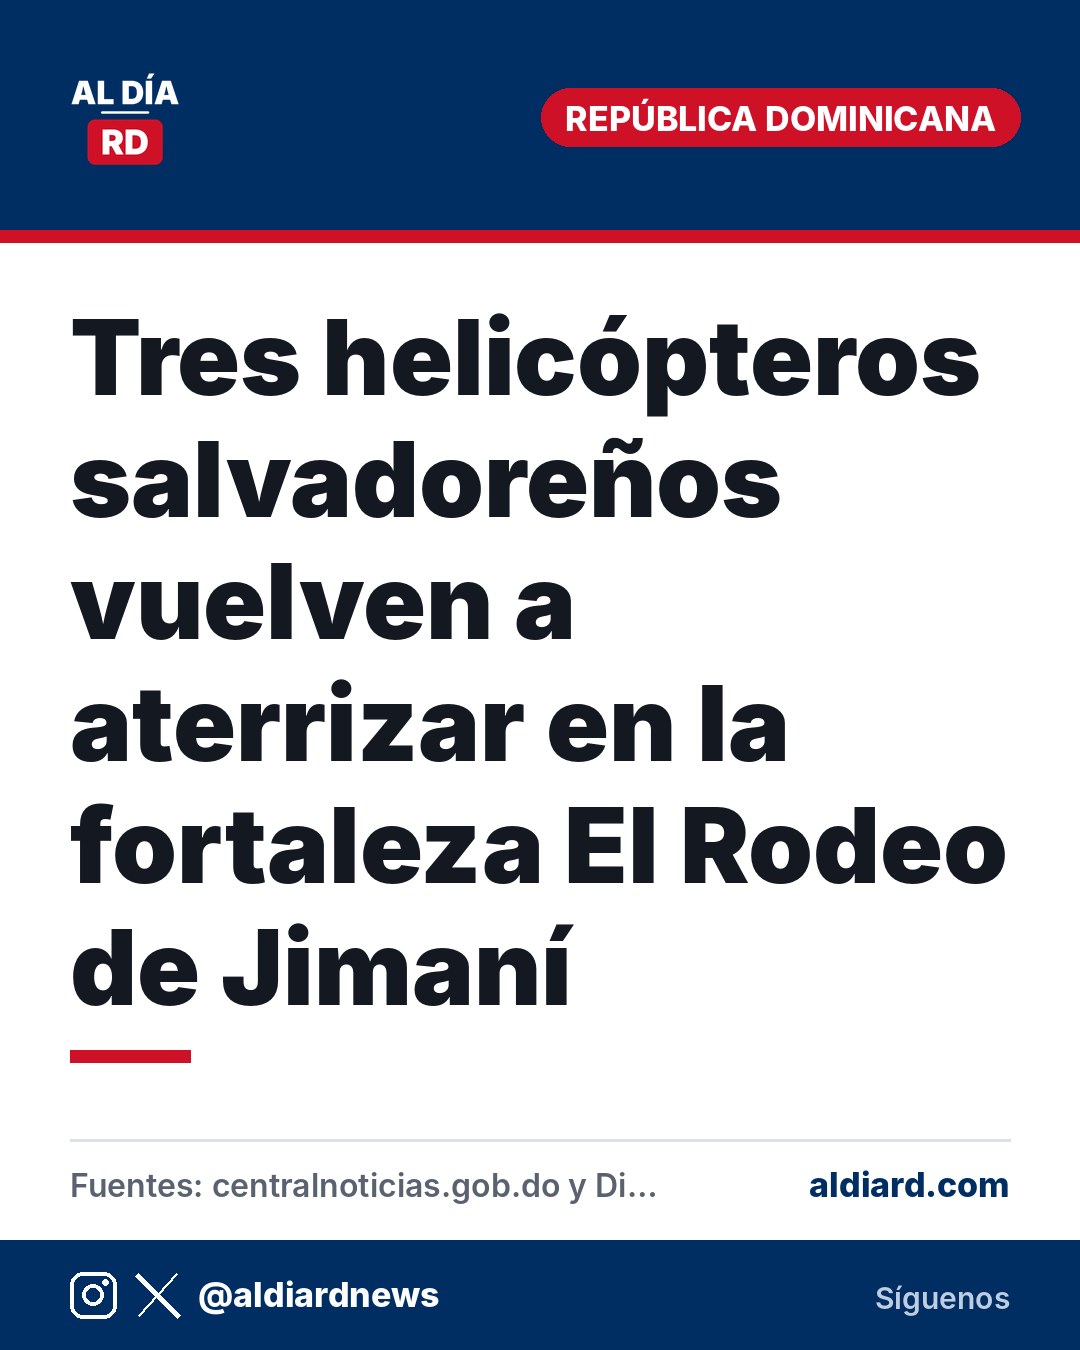 AL DÍA
RD
REPÚBLICA DOMINICANA
Tres helicópteros
salvadoreños
vuelven a
aterrizar en la
fortaleza El Rodeo
de Jimaní
Fuentes: centralnoticias.gob.do y Di...
aldiard.com
@aldiardnews
Síguenos